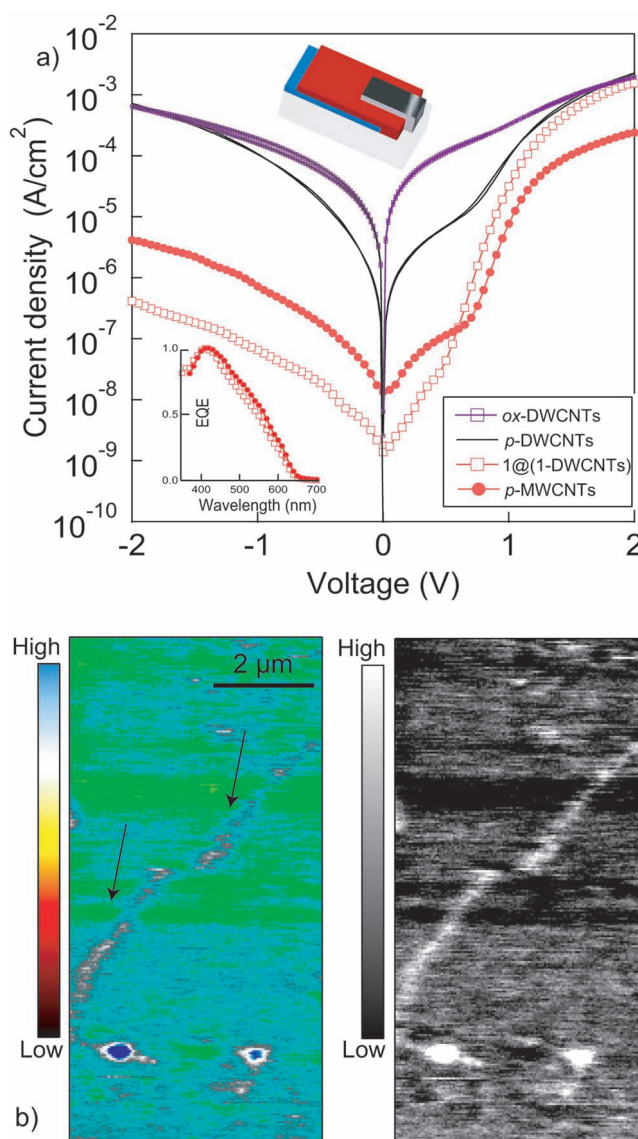 a)
Current density (A/cm²)
10⁻²
10⁻³
10⁻⁴
10⁻⁵
10⁻⁶
10⁻⁷
10⁻⁸
10⁻⁹
10⁻¹⁰
1.0
0.5
0.0
EQE
400 500 600 700
Wavelength (nm)
ox-DWCNTs
p-DWCNTs
1@(1-DWCNTs)
p-MWCNTs
-2 -1 0 1 2
Voltage (V)
High
2 µm
Low
High
Low
b)